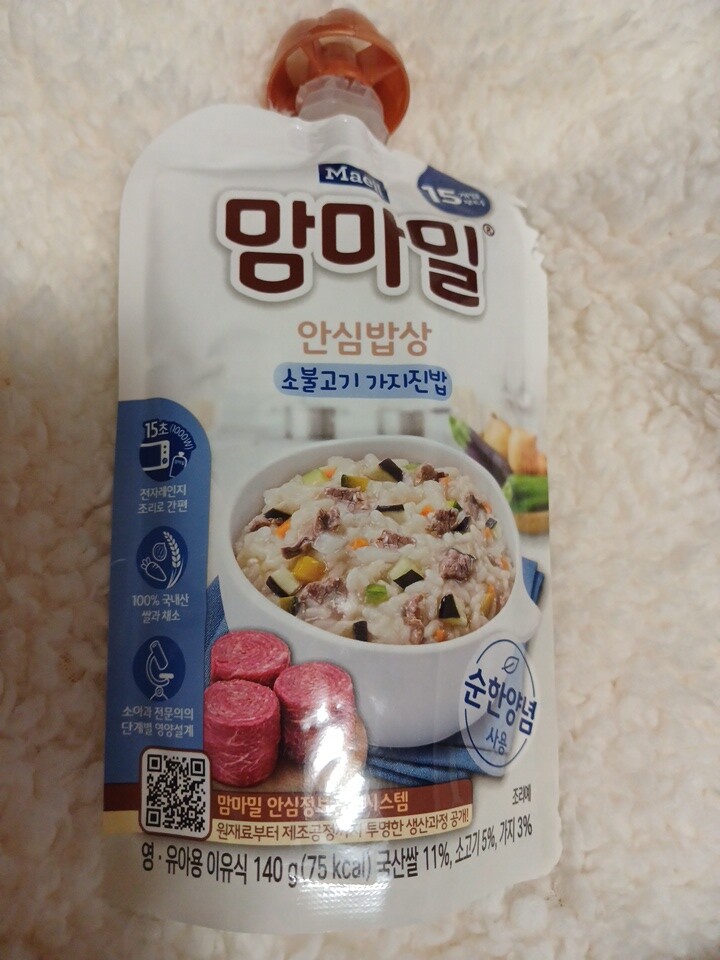 15
맘마밀®
안심밥상
소불고기 가지진밥
15초 (1000W)
전자레인지
조리로 간편
100% 국내산
쌀과 채소
소아과 전문의의
단계별 영양설계
순한양념
사용
조리예
맘마밀 안심정보 시스템
원재료부터 제조공정까지 투명한 생산과정 공개!
영·유아용 이유식 140 g (75 kcal) 국산쌀 11%, 소고기 5%, 가지 3%